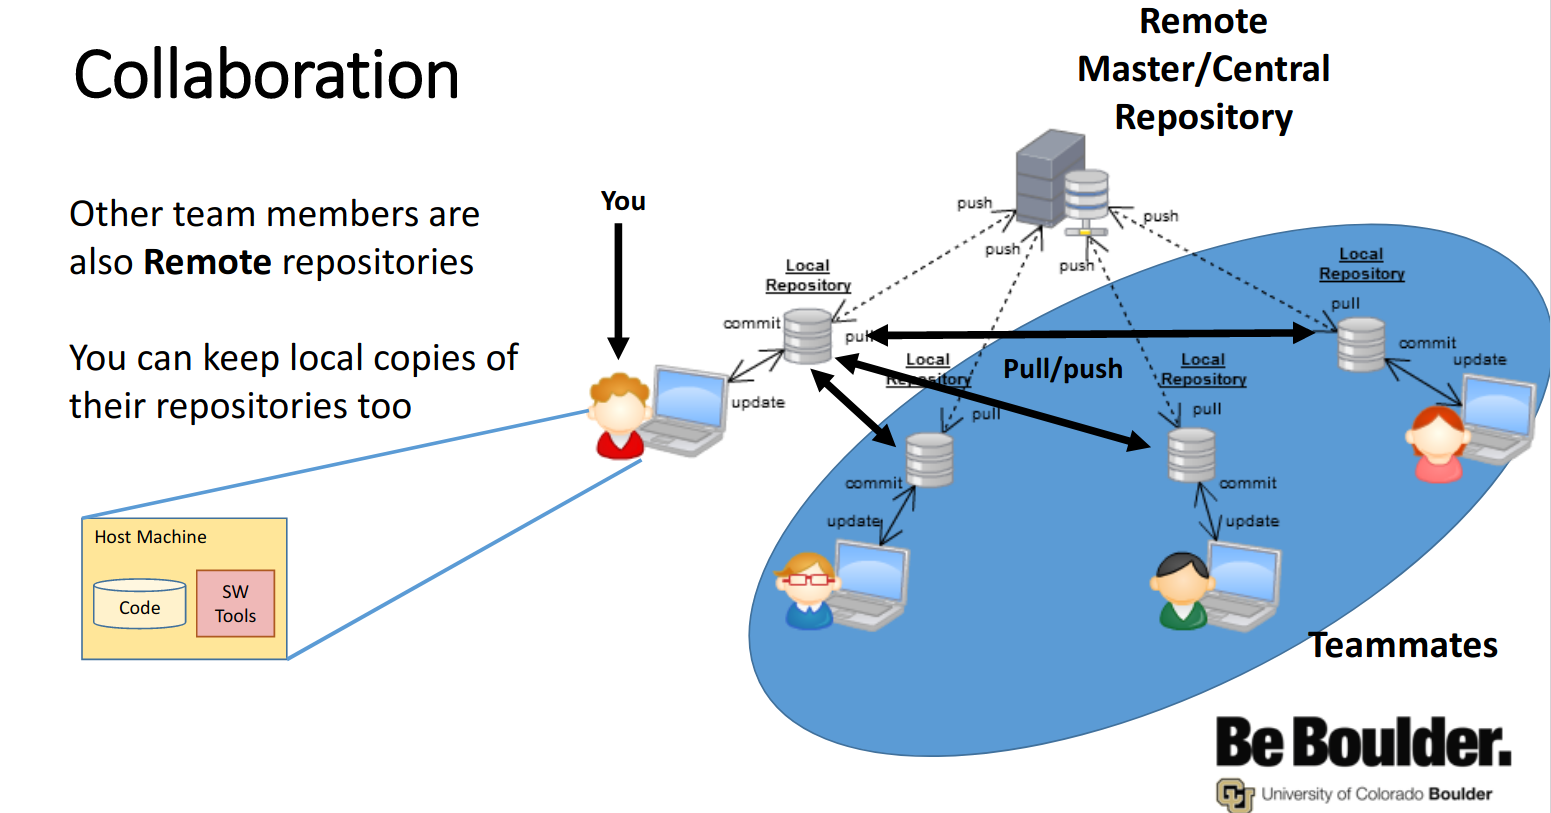 Collaboration
Remote
Master/Central
Repository
Other team members are
also Remote repositories
You can keep local copies of
their repositories too
You
push
push
push
push
Local
Repository
commit
pull
update
Local
Repository
pull
commit
update
Pull/push
Local
Repository
pull
commit
update
Local
Repository
pull
commit
update
Host Machine
Code
SW
Tools
Teammates
Be Boulder.
CU
University of Colorado Boulder